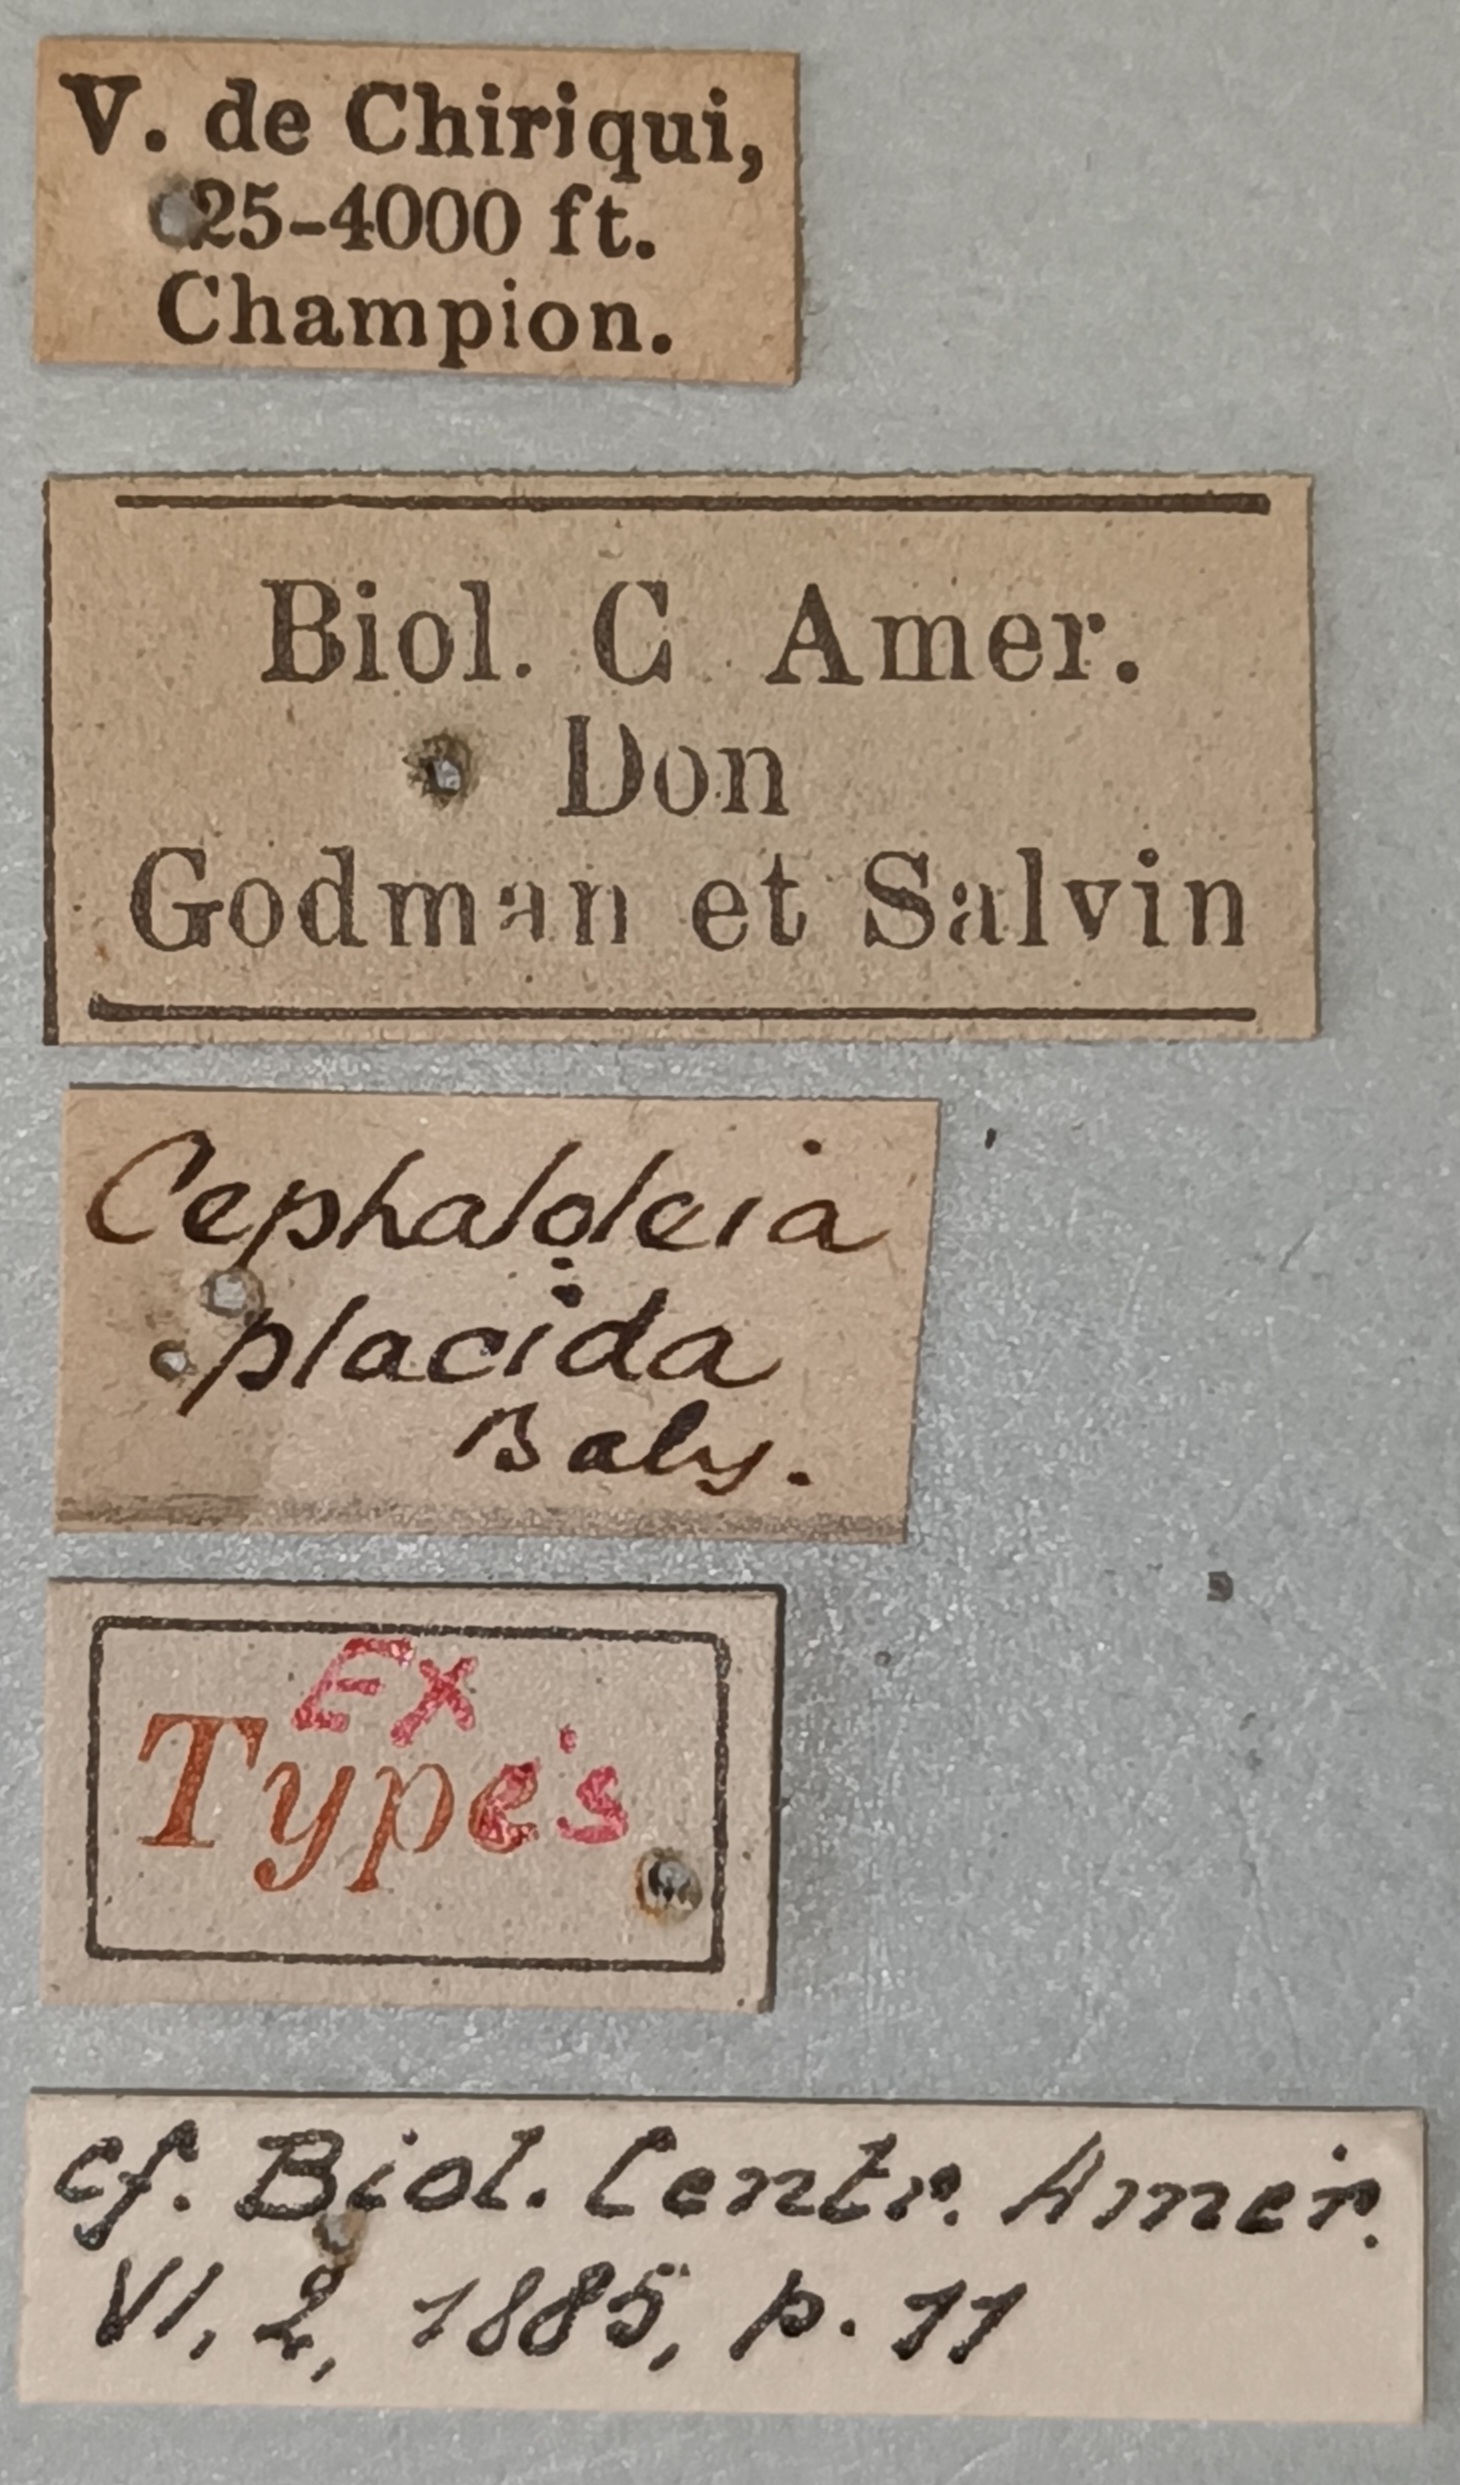 V. de Chiriqui,
25-4000 ft.
Champion.
Biol. C Amer.
Don
Godman et Salvin
Cephaloleia
placida
Baly.
Ex
Types
cf. Biol. Centr. Amer.
VI, 2, 1885, p. 11